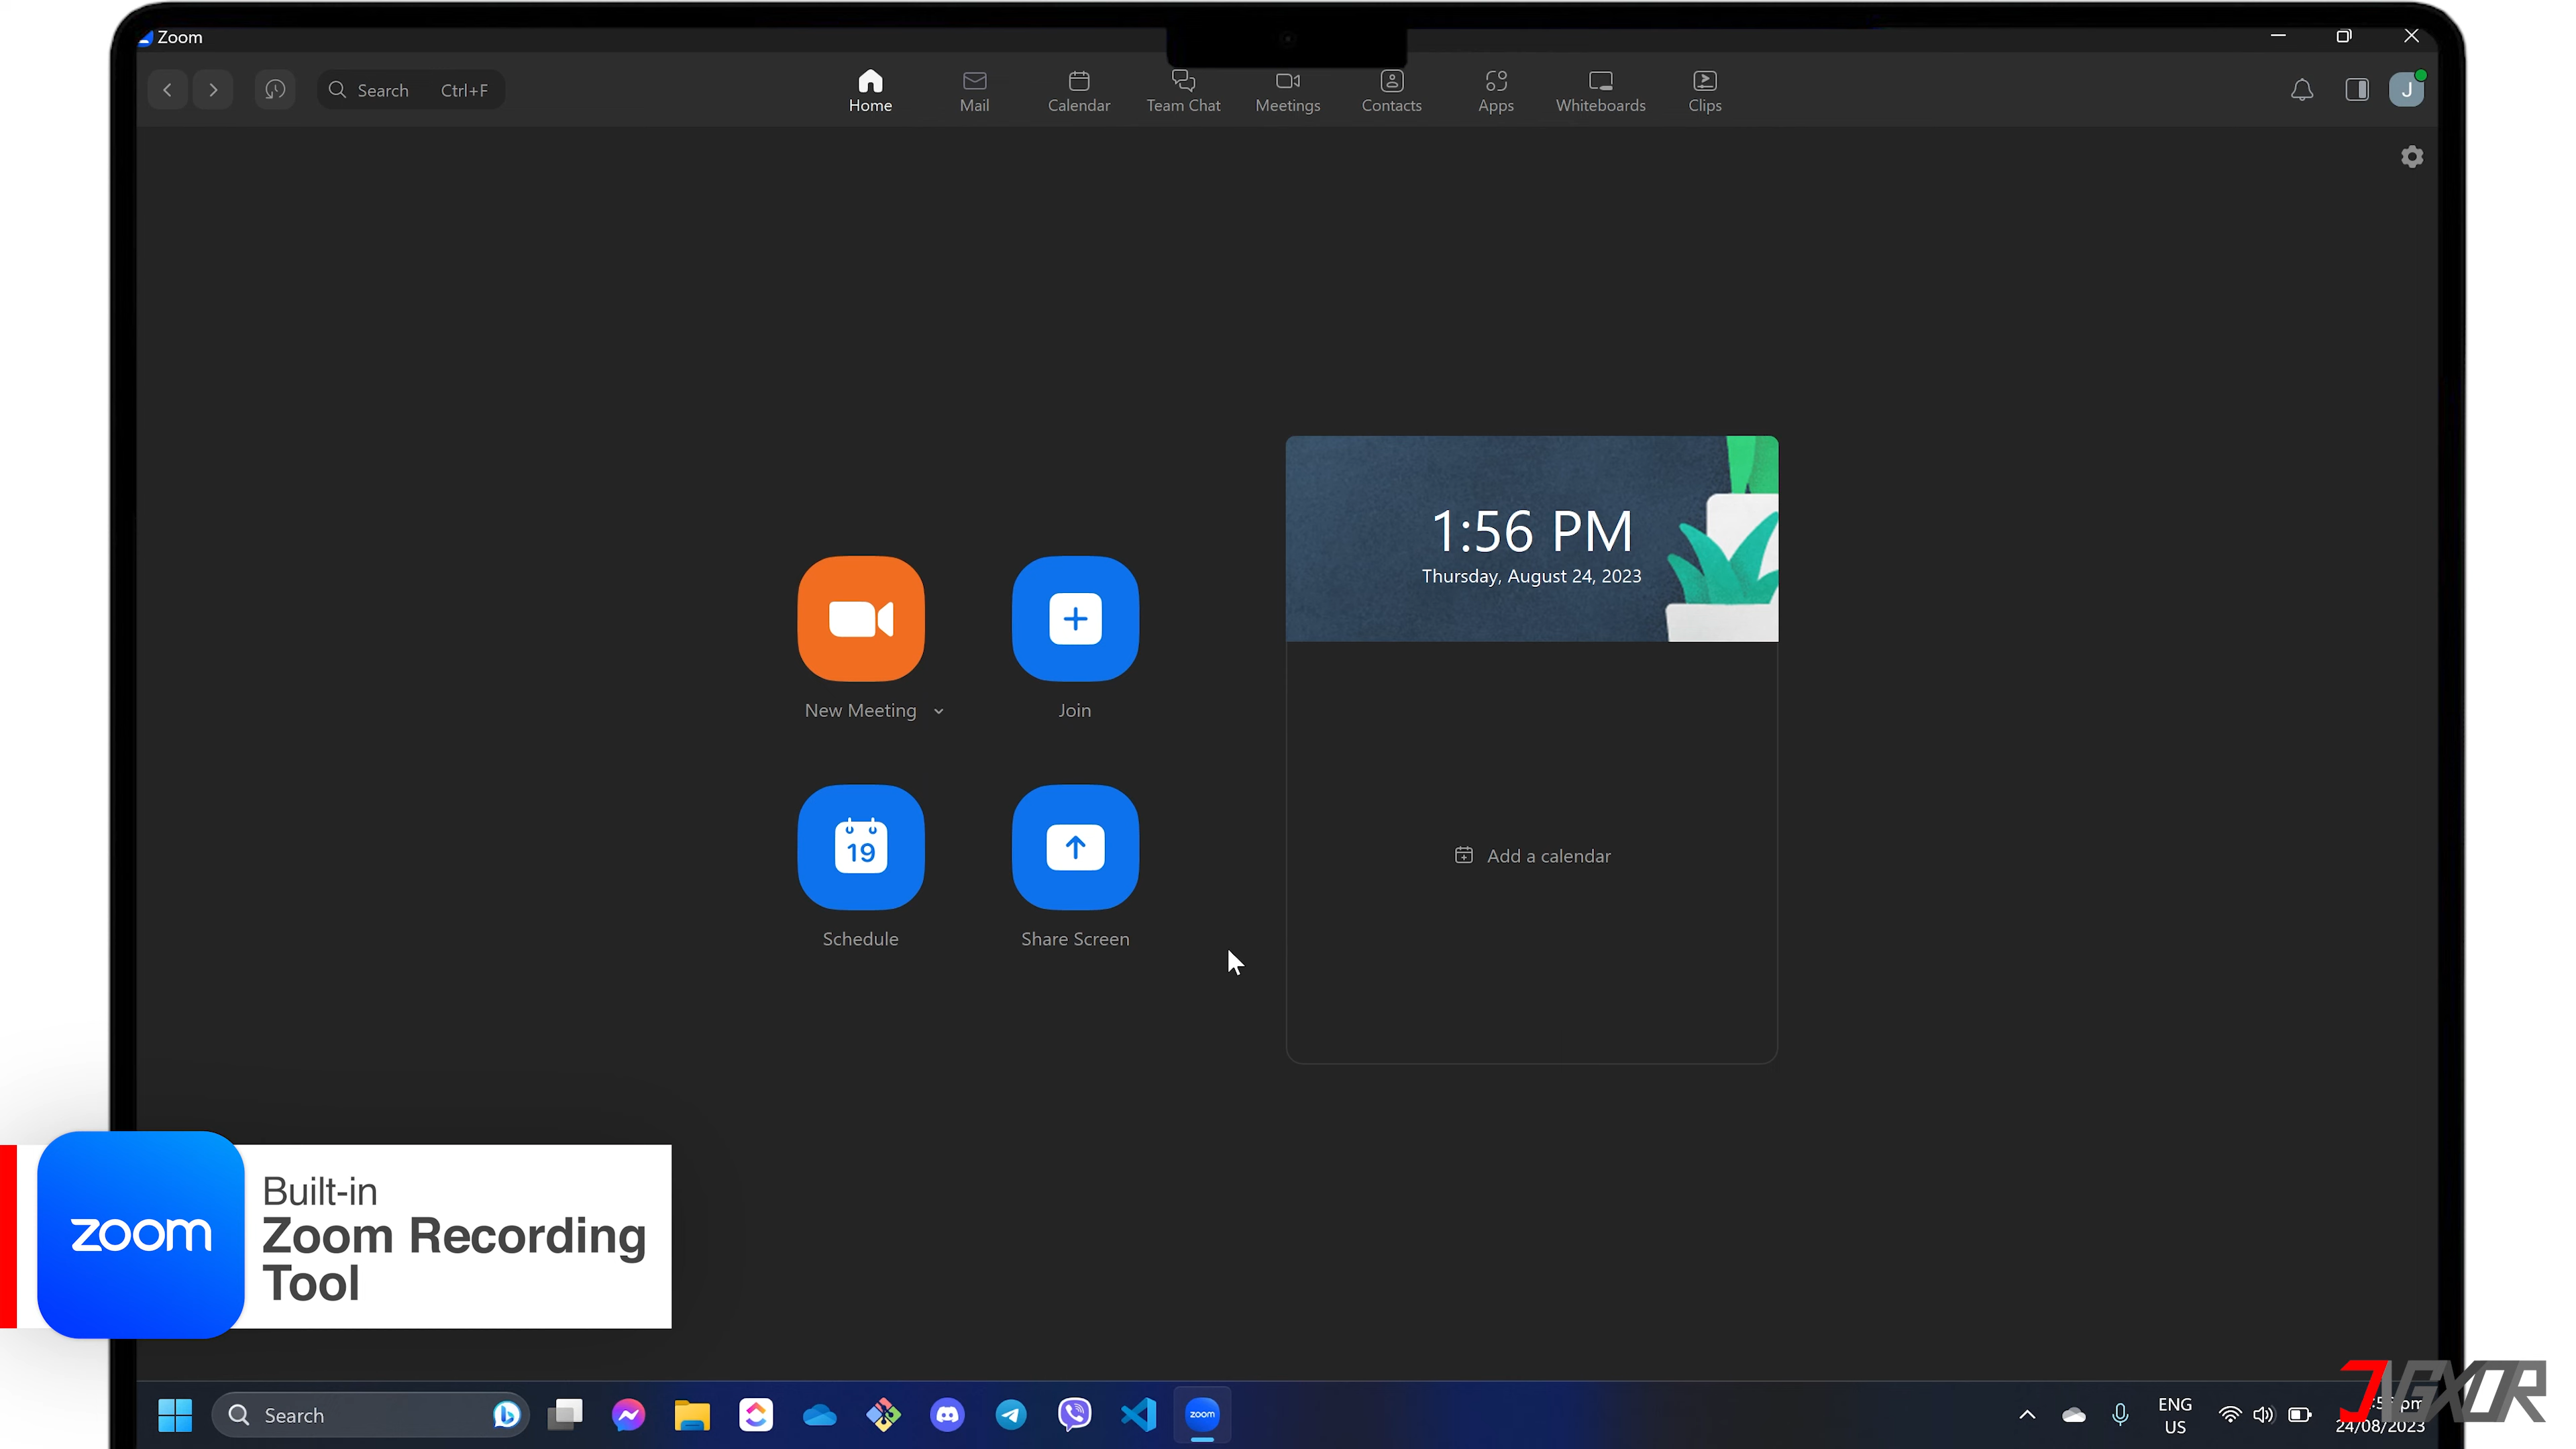 Zoom
Search Ctrl+F
Home
Mail
Calendar
Team Chat
Meetings
Contacts
Apps
Whiteboards
Clips
J
1:56 PM
Thursday, August 24, 2023
New Meeting
Join
19
Schedule
Share Screen
Add a calendar
zoom
Built-in
Zoom Recording
Tool
Search
zoom
ENG
US
pm
24/08/2023
JAGXOR